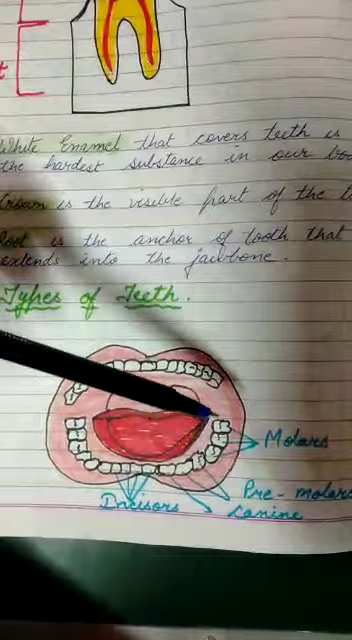 t
White Enamel that covers teeth is
the hardest substance in our
Crown is the visible part of the
Root is the anchor of tooth that
extends into the jawbone.
Types of Teeth.
Molars
Pre-molars
Incisors
canine